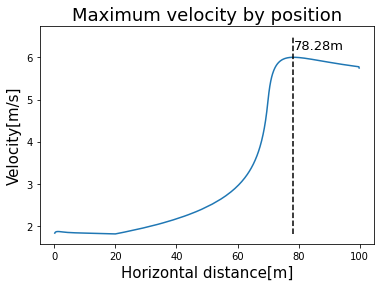 Maximum velocity by position
78.28m
6
5
4
3
2
Velocity[m/s]
0 20 40 60 80 100
Horizontal distance[m]